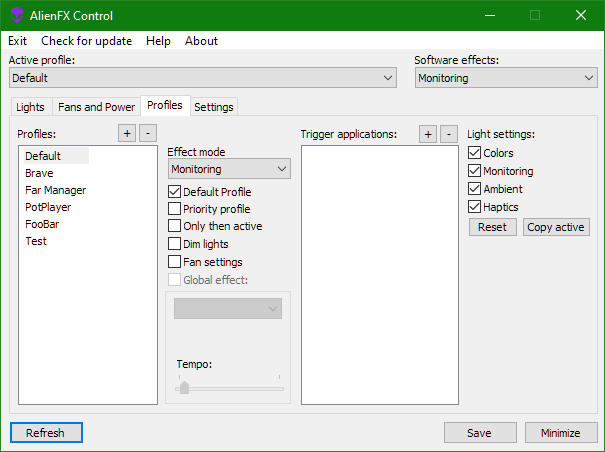 AlienFX Control
Exit Check for update Help About
Active profile: Software effects:
Default Monitoring
Lights Fans and Power Profiles Settings
Profiles: + - Trigger applications: + - Light settings:
Default
Brave
Far Manager
PotPlayer
FooBar
Test
Effect mode
Monitoring
Default Profile
Priority profile
Only then active
Dim lights
Fan settings
Global effect:
Tempo:
Colors
Monitoring
Ambient
Haptics
Reset Copy active
Refresh Save Minimize